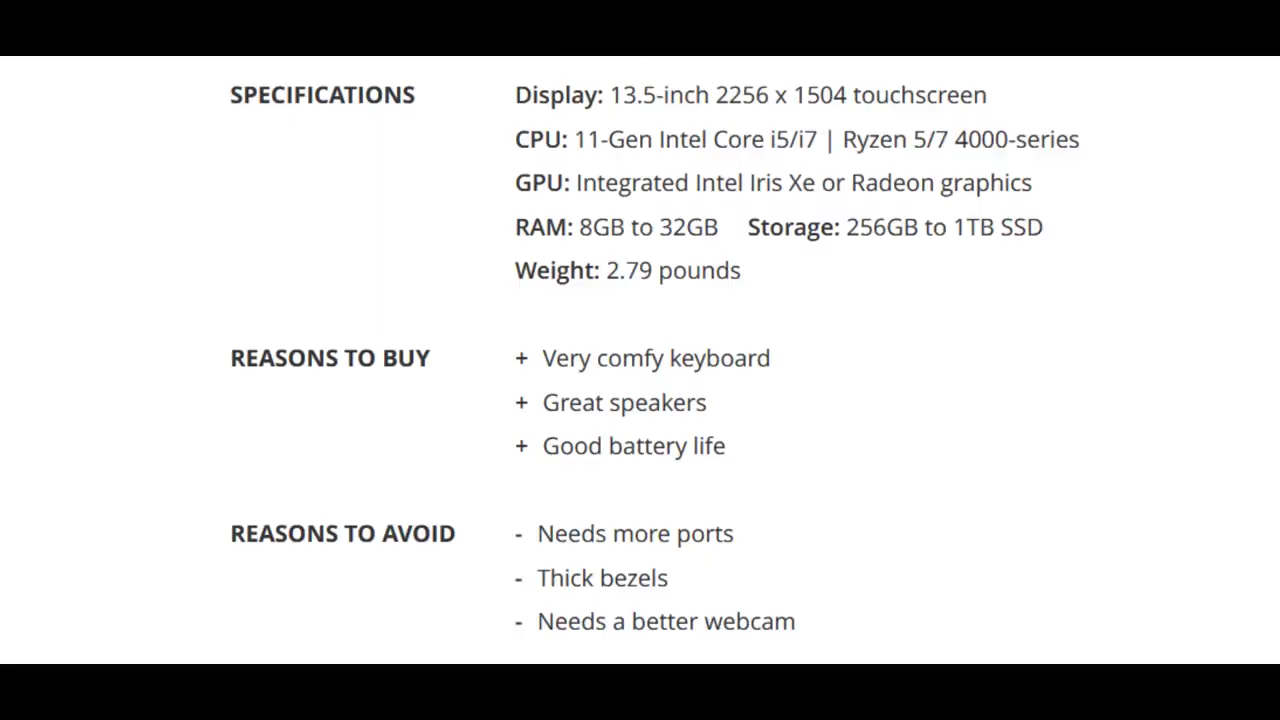 SPECIFICATIONS
Display: 13.5-inch 2256 x 1504 touchscreen
CPU: 11-Gen Intel Core i5/i7 | Ryzen 5/7 4000-series
GPU: Integrated Intel Iris Xe or Radeon graphics
RAM: 8GB to 32GB Storage: 256GB to 1TB SSD
Weight: 2.79 pounds
REASONS TO BUY
+ Very comfy keyboard
+ Great speakers
+ Good battery life
REASONS TO AVOID
- Needs more ports
- Thick bezels
- Needs a better webcam